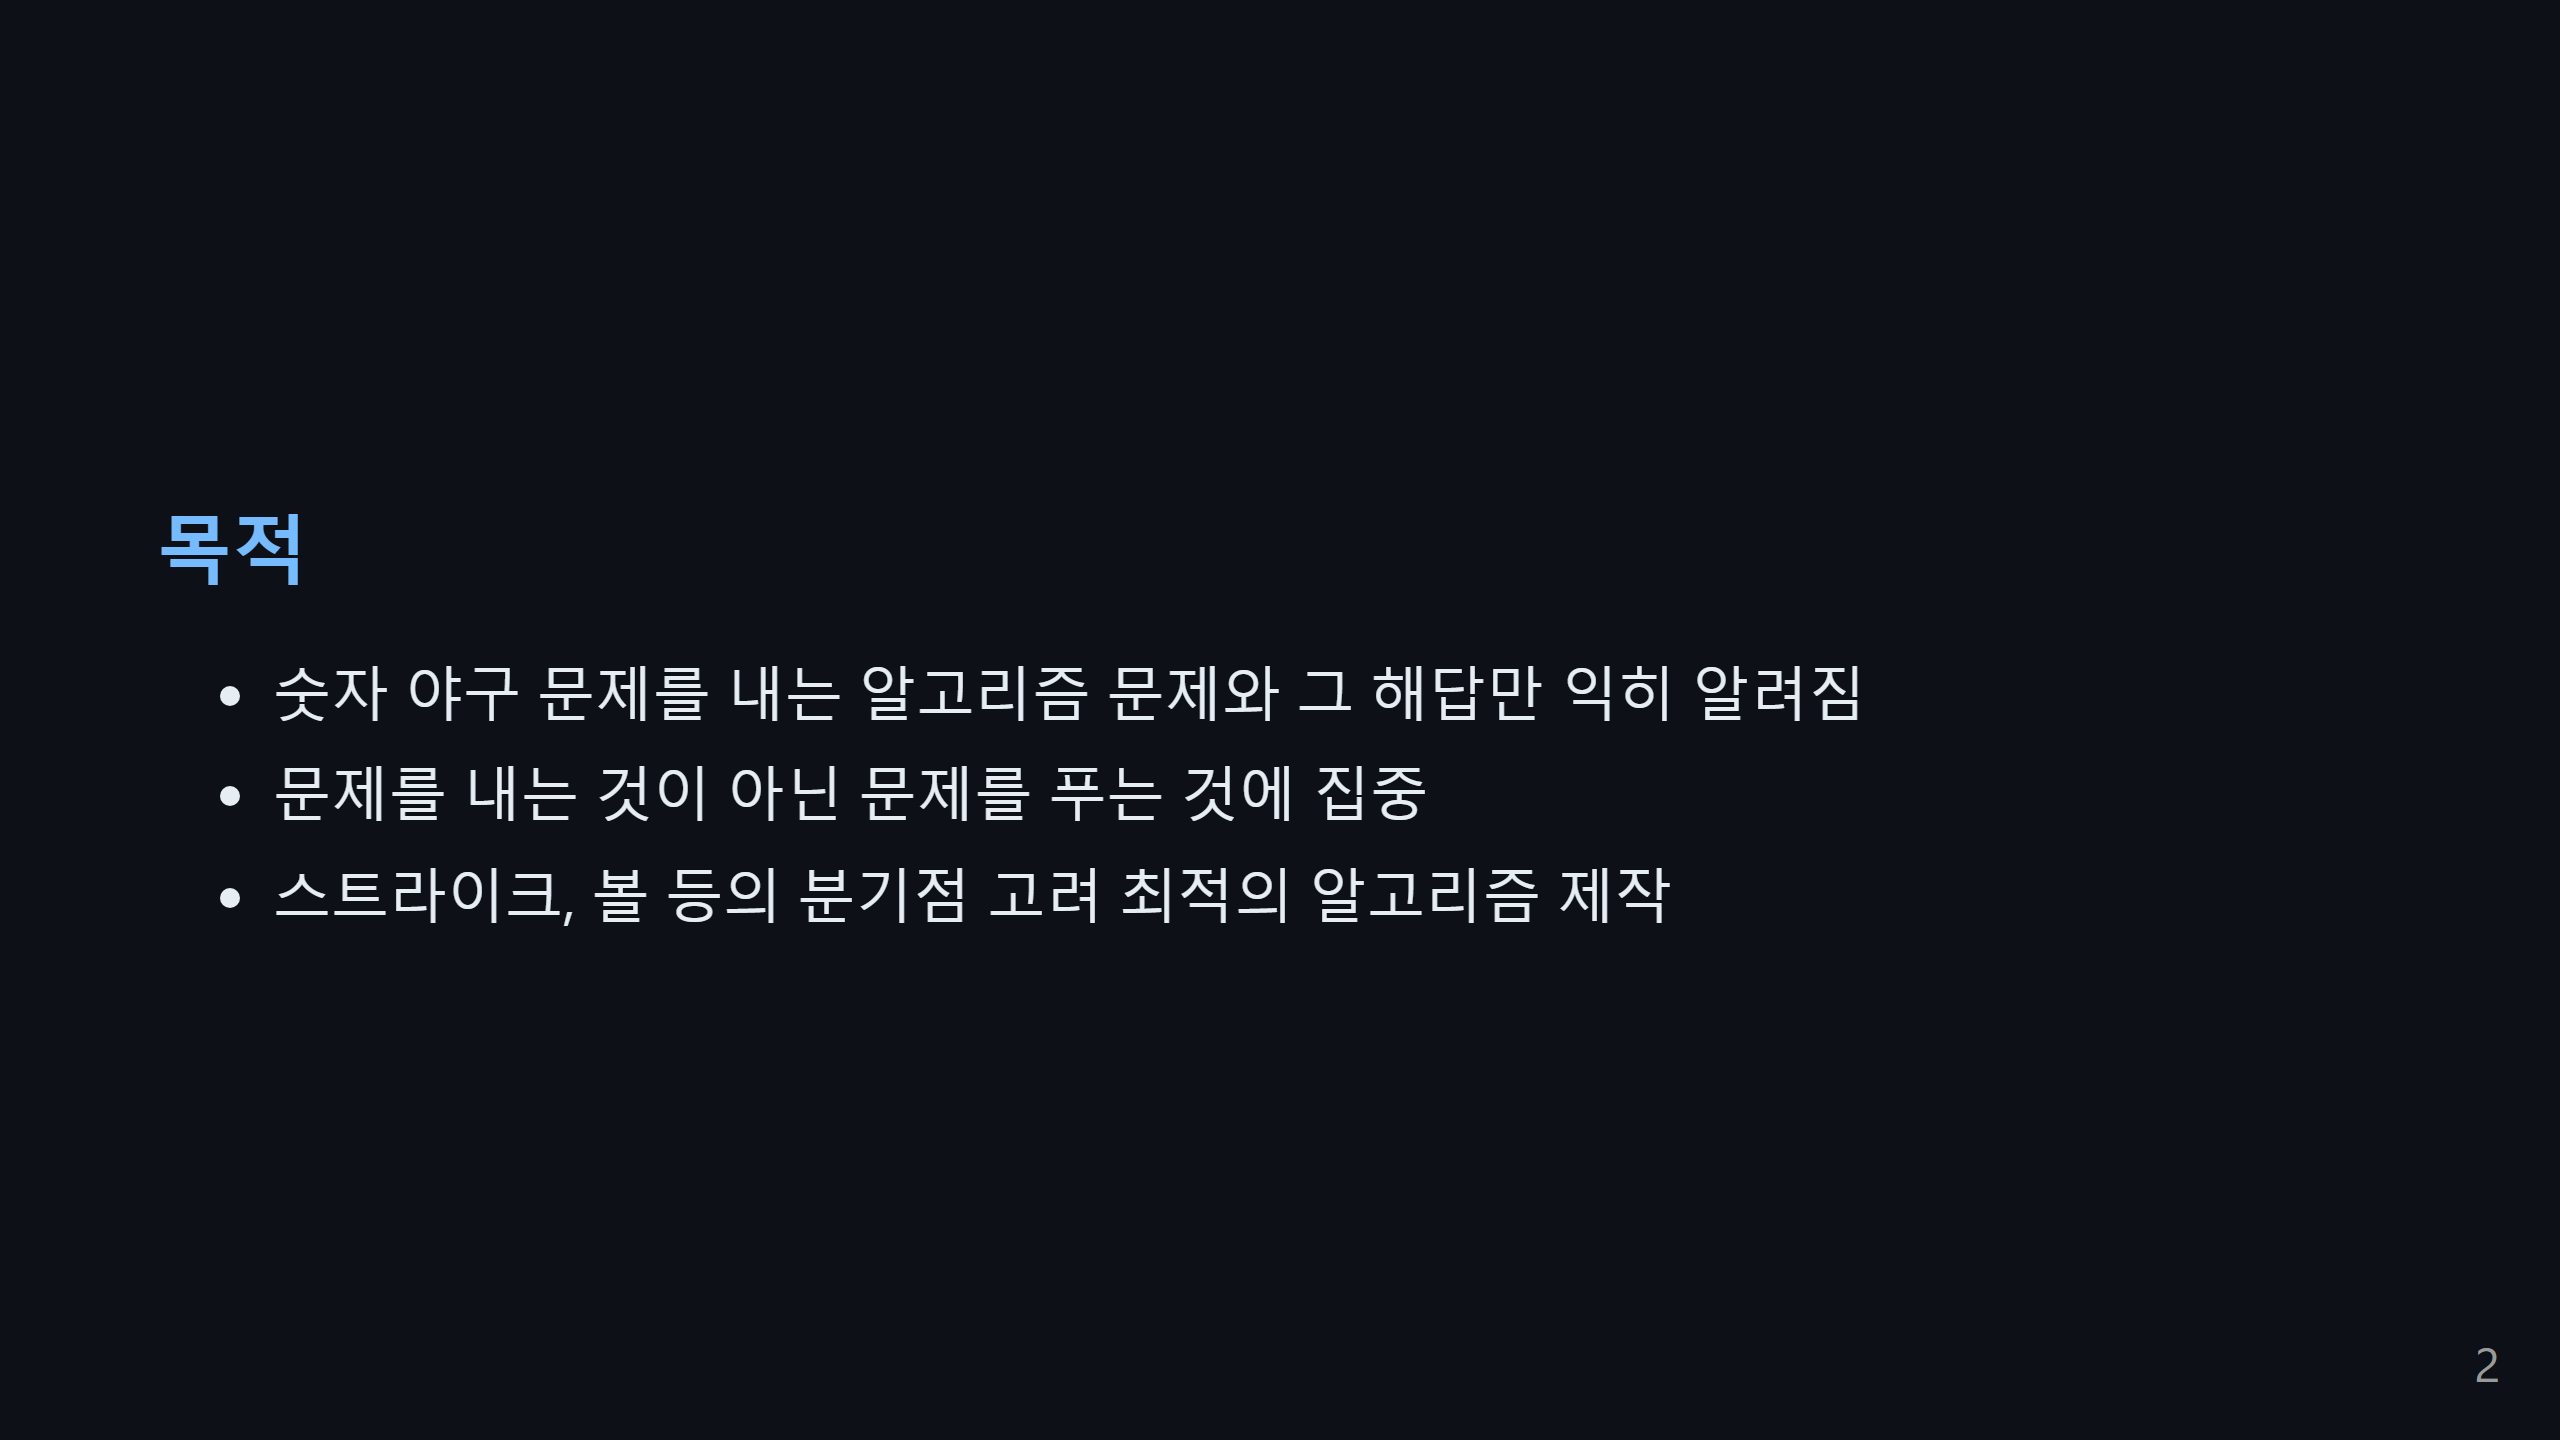 목적
• 숫자 야구 문제를 내는 알고리즘 문제와 그 해답만 익히 알려짐
• 문제를 내는 것이 아닌 문제를 푸는 것에 집중
• 스트라이크, 볼 등의 분기점 고려 최적의 알고리즘 제작
2